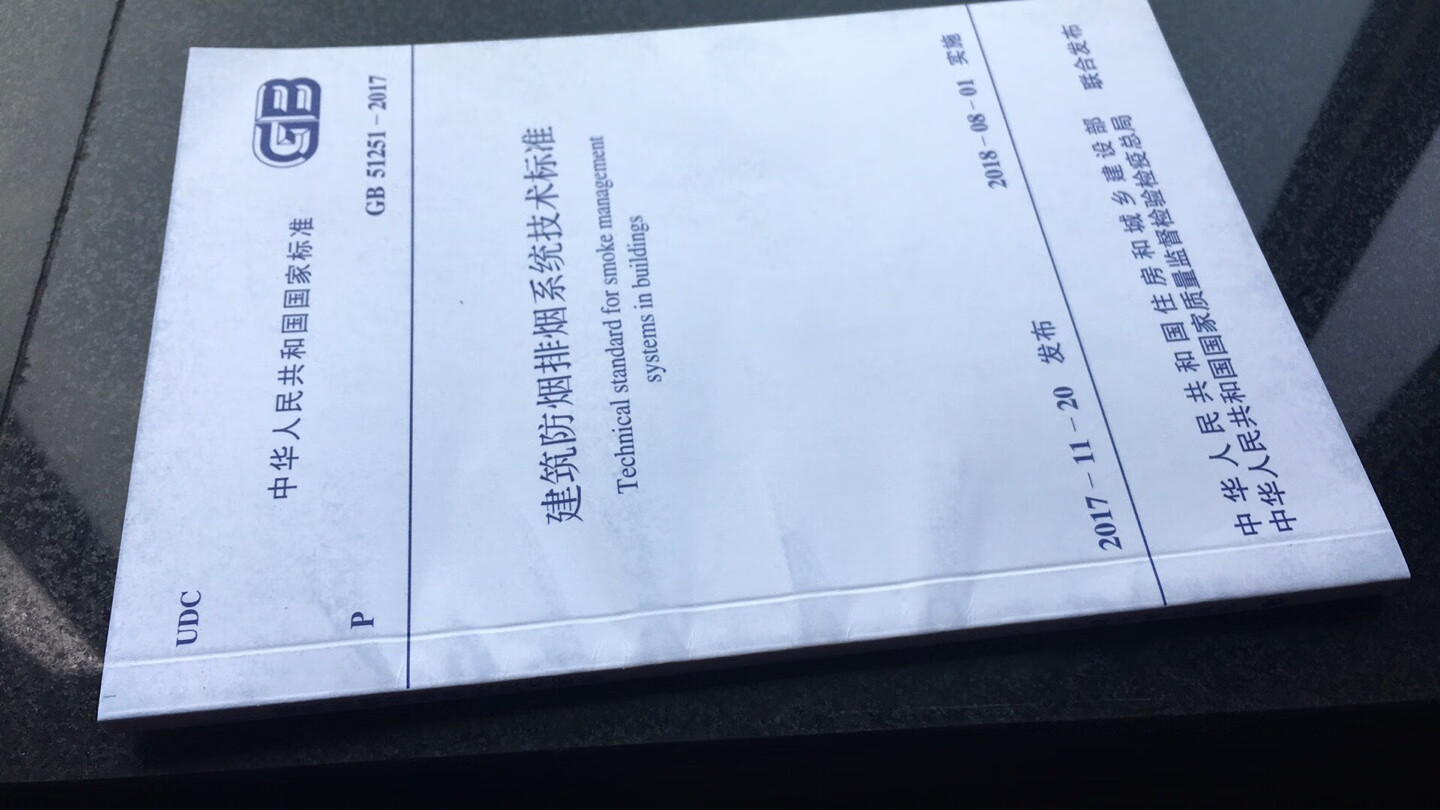 UDC
GB
中华人民共和国国家标准
P
GB 51251－2017
建筑防烟排烟系统技术标准
Technical standard for smoke management
systems in buildings
2017－11－20 发布
2018－08－01 实施
中华人民共和国住房和城乡建设部
中华人民共和国国家质量监督检验检疫总局
联合发布